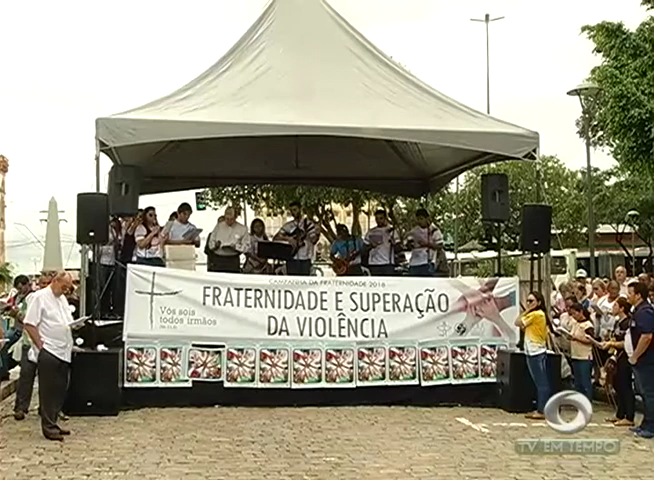 CAMPANHA DA FRATERNIDADE 2018
FRATERNIDADE E SUPERAÇÃO
DA VIOLÊNCIA
Vós sois
todos irmãos
TV EM TEMPO